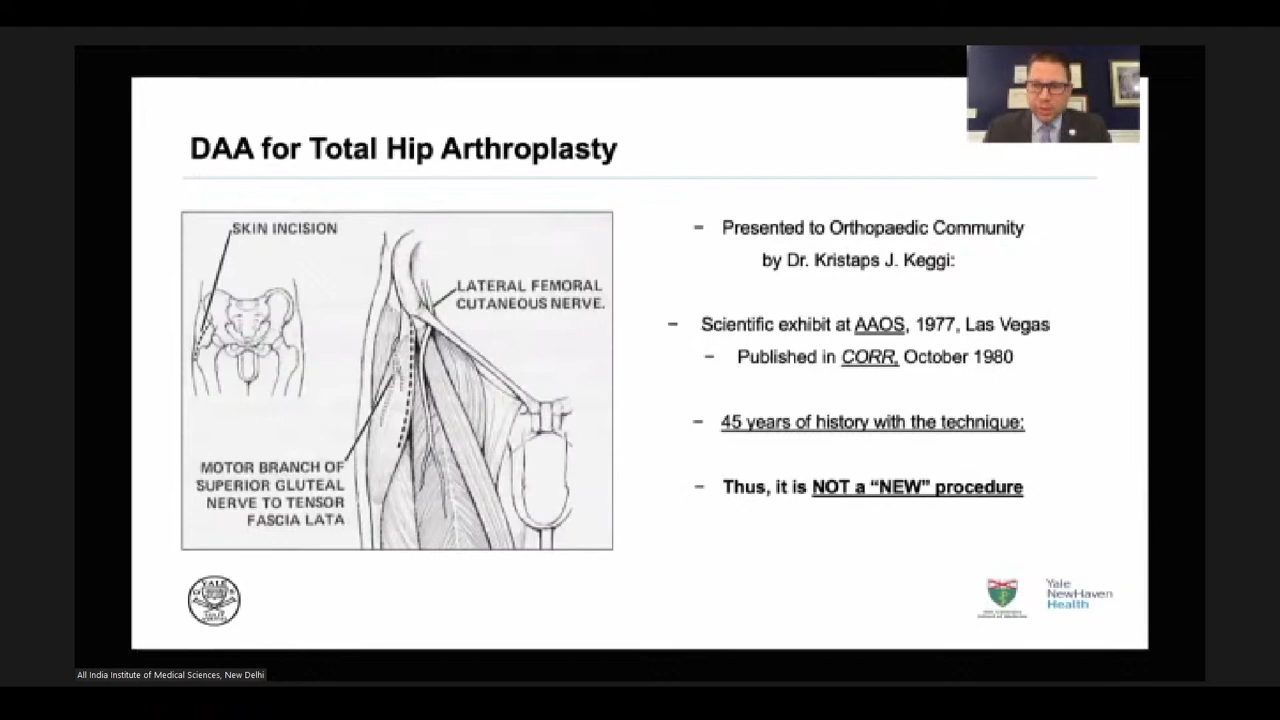 DAA for Total Hip Arthroplasty
SKIN INCISION
LATERAL FEMORAL
CUTANEOUS NERVE.
MOTOR BRANCH OF
SUPERIOR GLUTEAL
NERVE TO TENSOR
FASCIA LATA
- Presented to Orthopaedic Community
by Dr. Kristaps J. Keggi:
- Scientific exhibit at AAOS, 1977, Las Vegas
- Published in CORR, October 1980
- 45 years of history with the technique:
- Thus, it is NOT a “NEW” procedure
YALE
Yale
NewHaven
Health
All India Institute of Medical Sciences, New Delhi